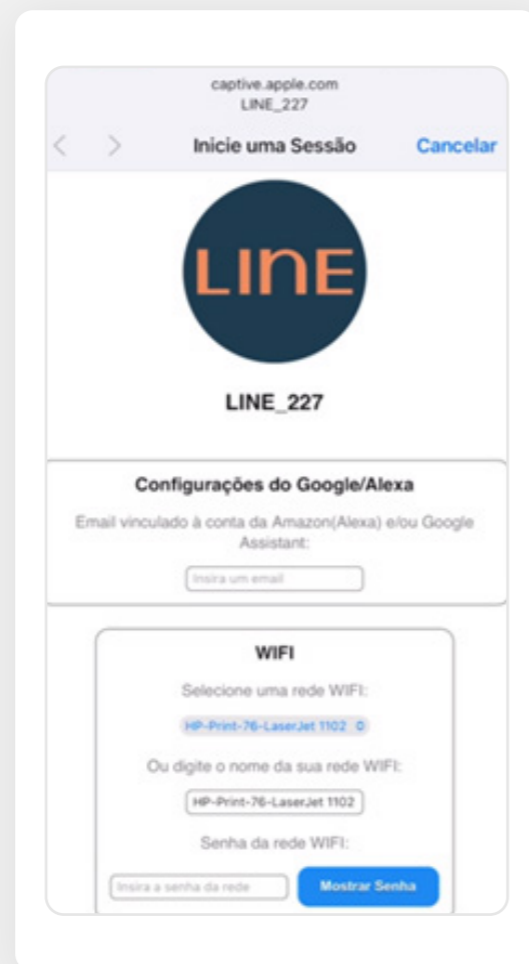 captive.apple.com
LINE_227
Inicie uma Sessão
Cancelar
LINE
LINE_227
Configurações do Google/Alexa
Email vinculado à conta da Amazon(Alexa) e/ou Google
Assistant:
Insira um email
WIFI
Selecione uma rede WIFI:
HP-Print-76-LaserJet 1102
Ou digite o nome da sua rede WIFI:
HP-Print-76-LaserJet 1102
Senha da rede WIFI:
Insira a senha da rede
Mostrar Senha